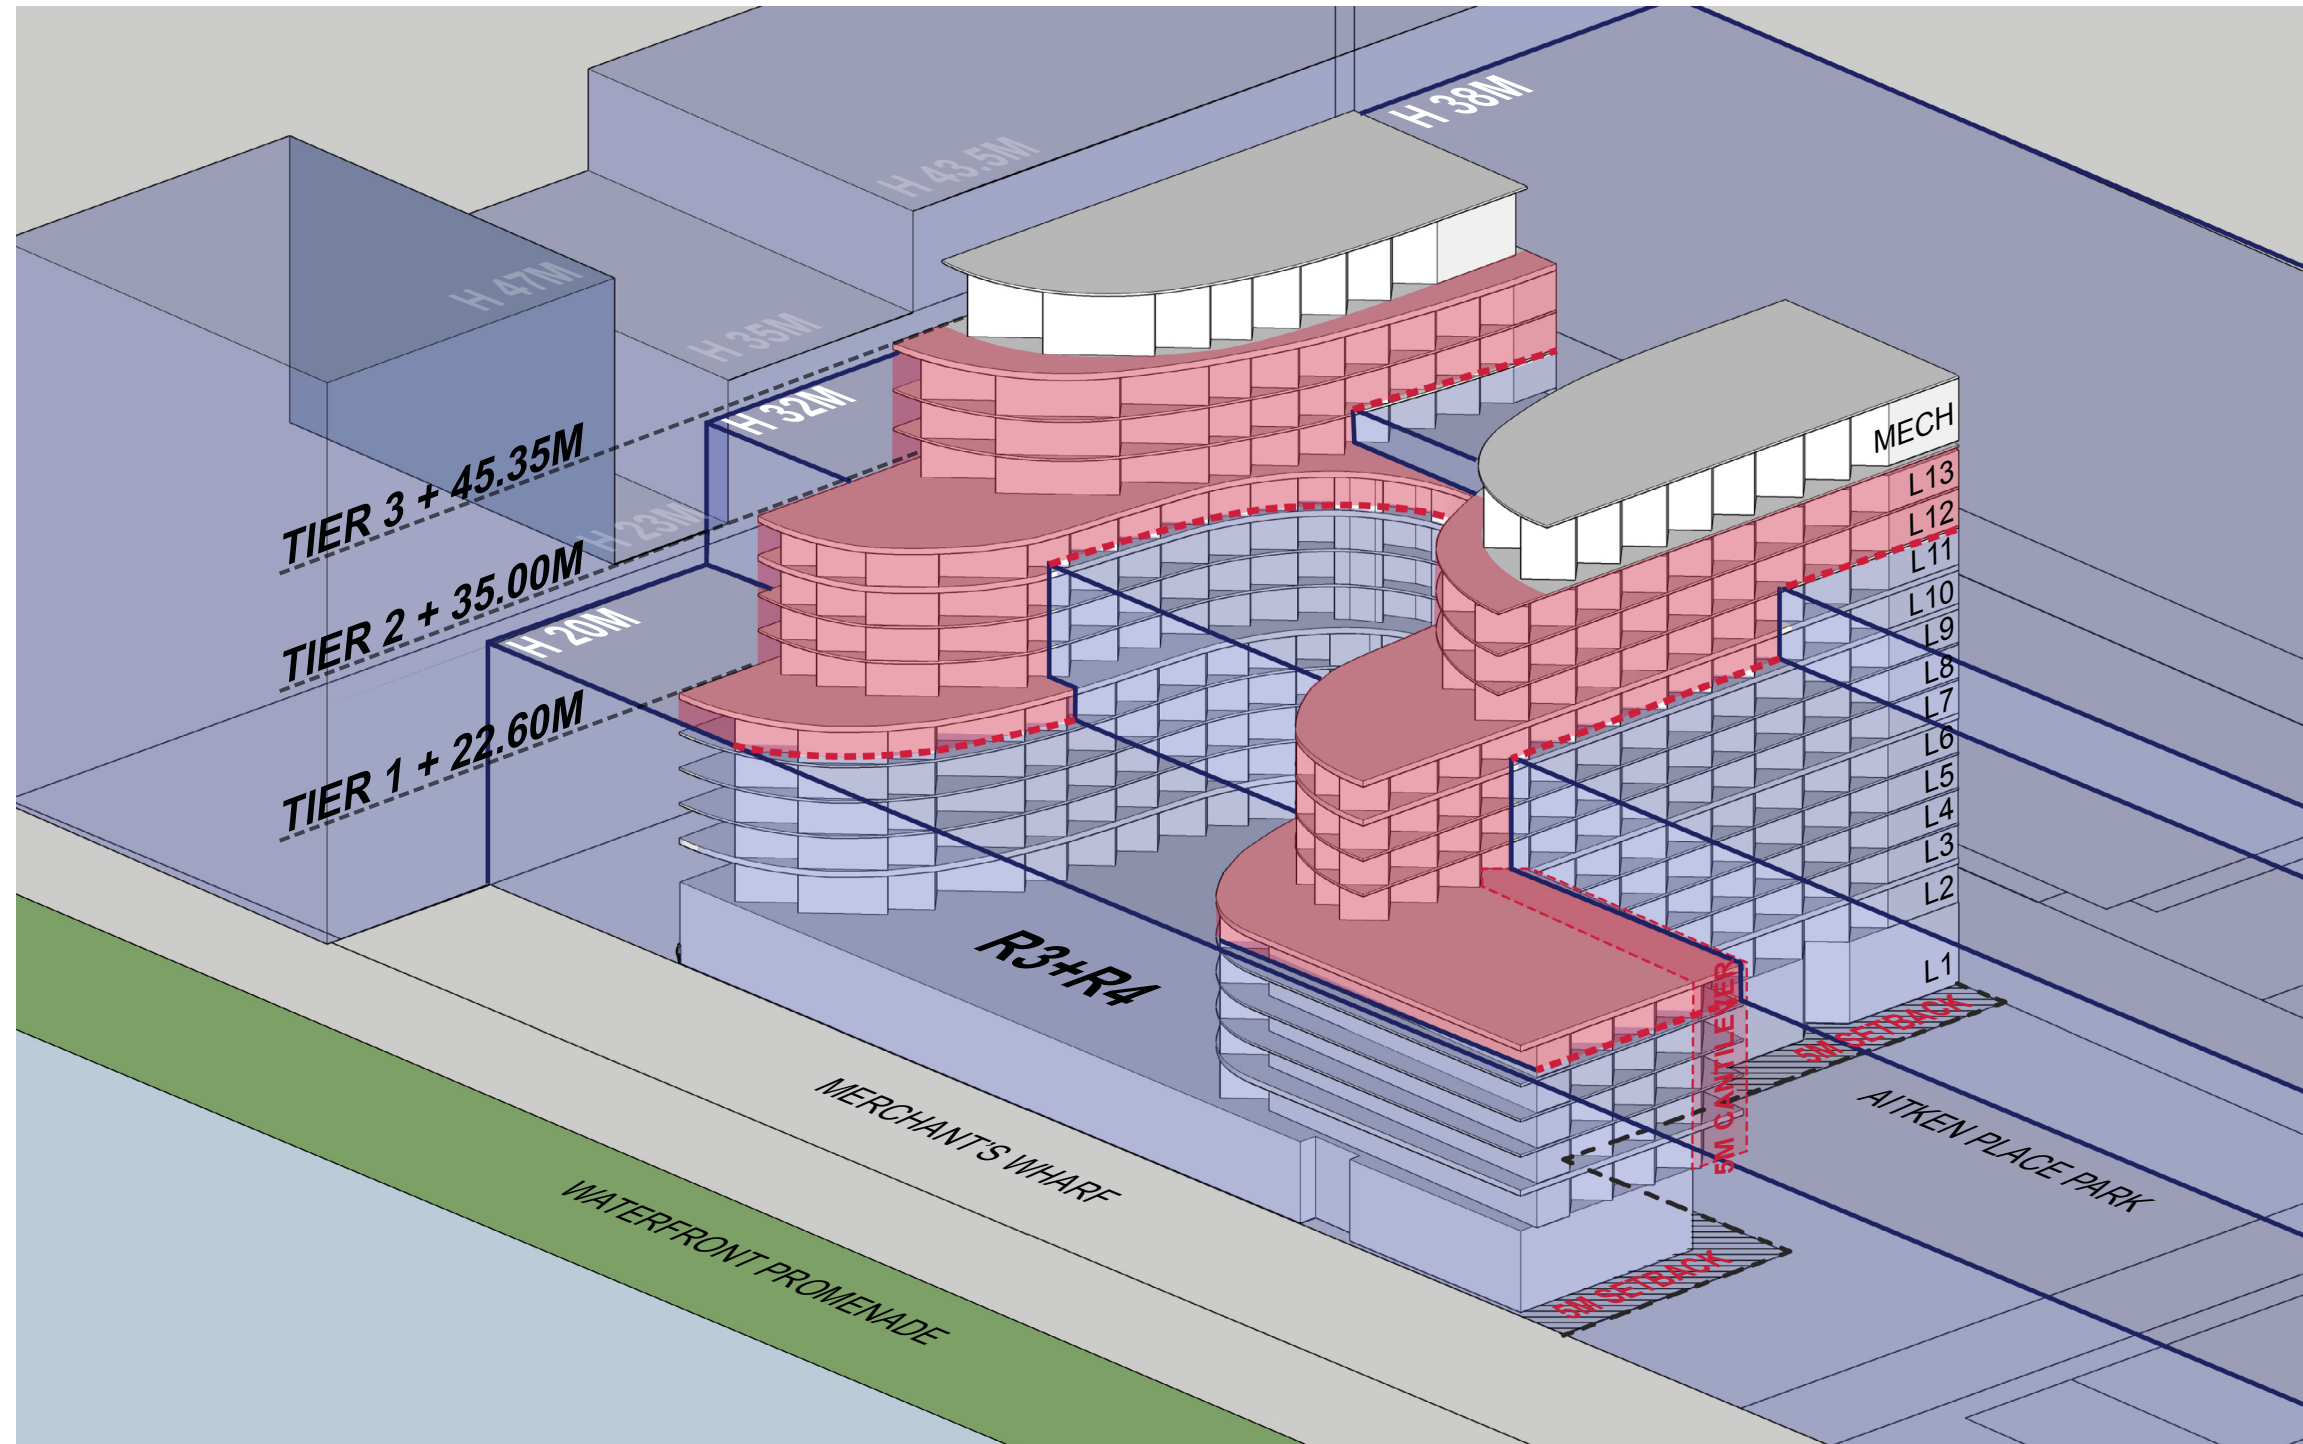 H 38M
H 43.5M
H 47M
H 35M
H 32M
MECH
TIER 3 + 45.35M
L13
L12
H 23M
L11
TIER 2 + 35.00M
L10
H 20M
L9
L8
L7
TIER 1 + 22.60M
L6
L5
L4
L3
L2
R3+R4
L1
5M SETBACK
5M CANTILEVER
MERCHANT'S WHARF
AITKEN PLACE PARK
WATERFRONT PROMENADE
5M SETBACK